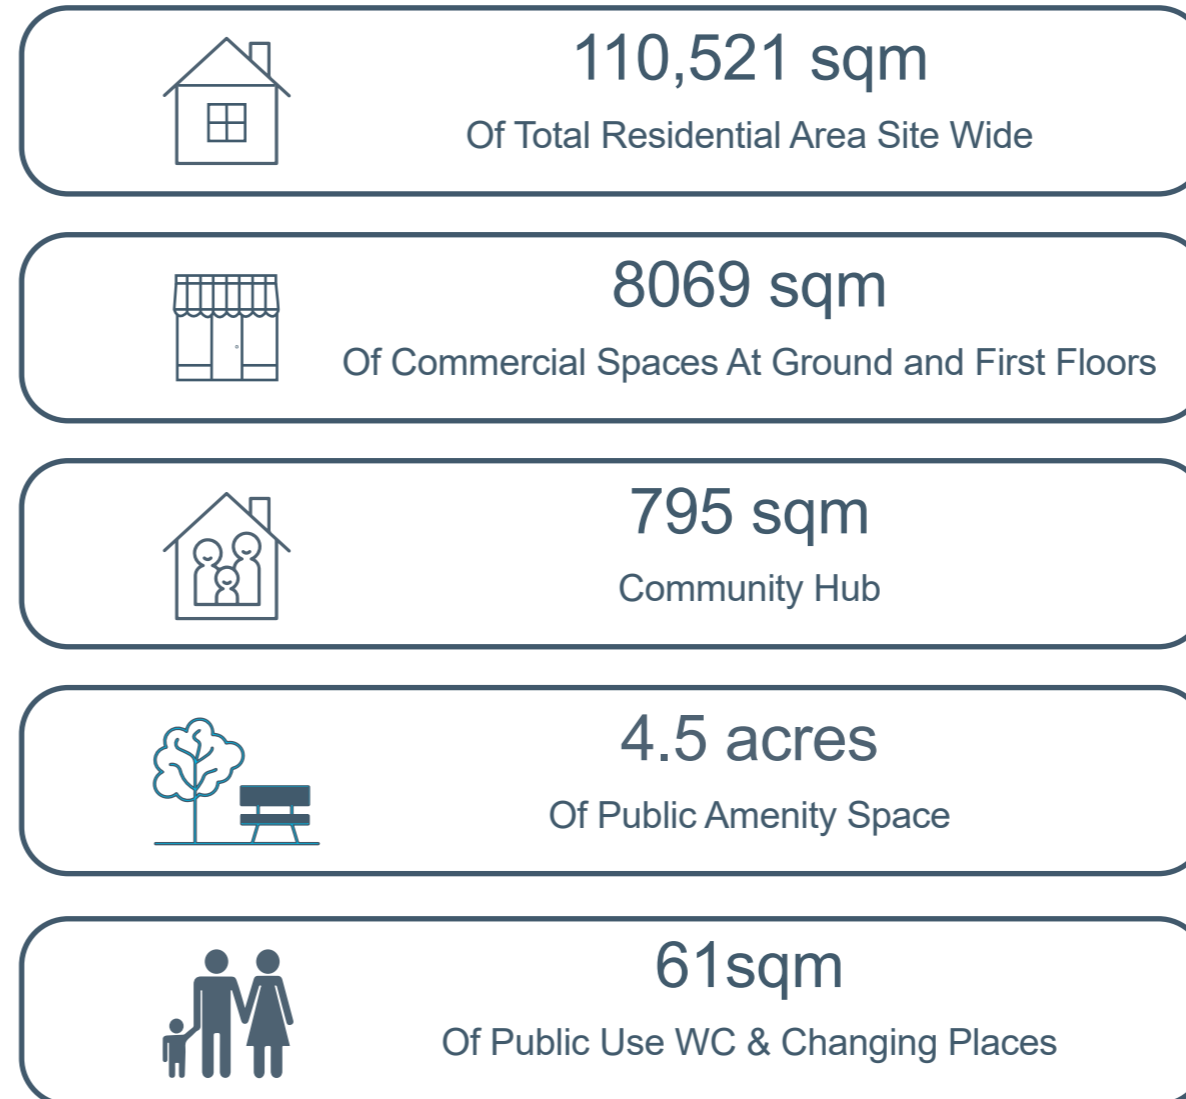 110,521 sqm
Of Total Residential Area Site Wide
8069 sqm
Of Commercial Spaces At Ground and First Floors
795 sqm
Community Hub
4.5 acres
Of Public Amenity Space
61sqm
Of Public Use WC & Changing Places